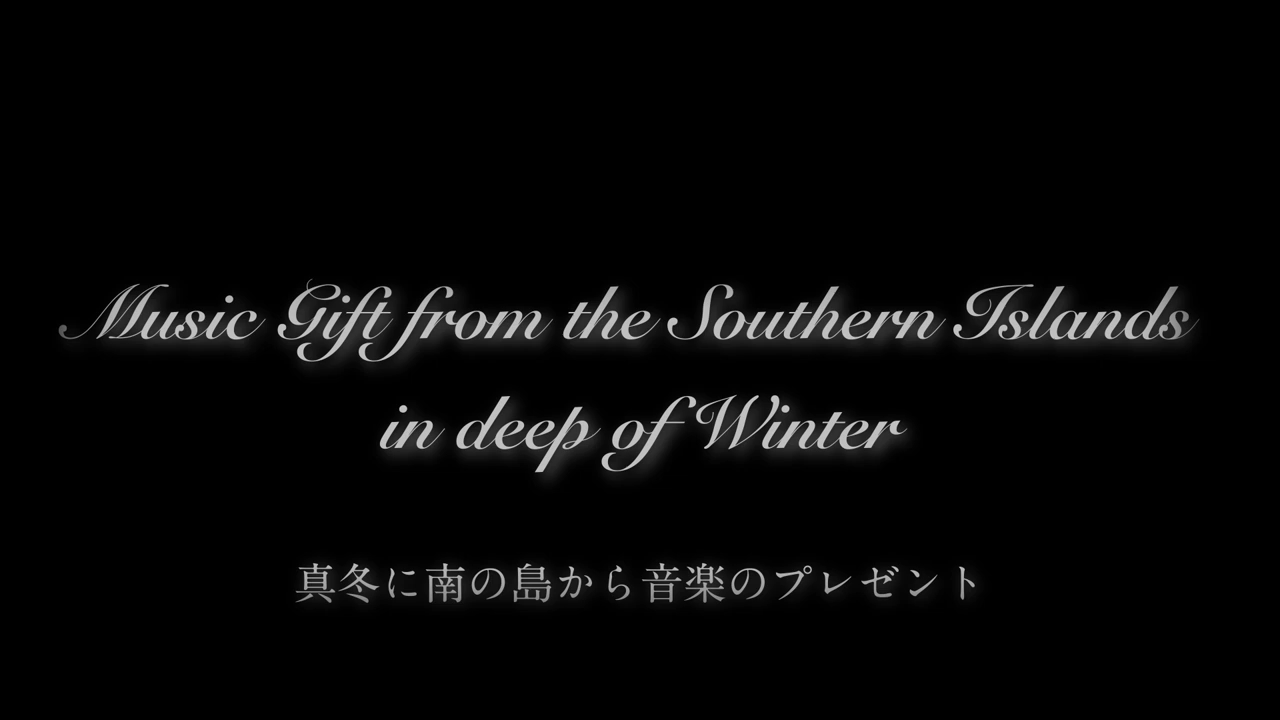 Music Gift from the Southern Islands
in deep of Winter
真冬に南の島から音楽のプレゼント